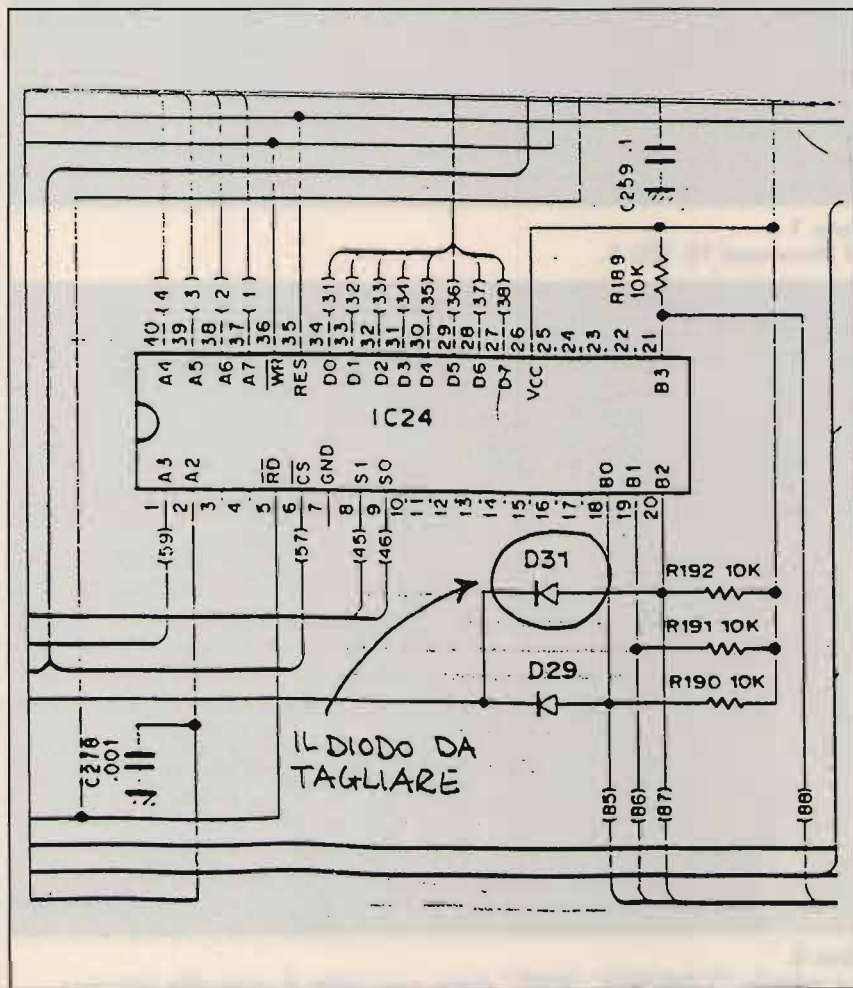 C259 .1
R189
10K
(4)
(3)
(2)
(1)
(31)
(32)
(33)
(34)
(35)
(36)
(37)
(38)
40
39
38
37
36
35
34
33
32
31
30
29
28
27
26
25
24
23
22
21
A4
A5
A6
A7
WR
RES
D0
D1
D2
D3
D4
D5
D6
D7
VCC
B3
IC24
A3
A2
RD
CS
GND
S1
S0
B0
B1
B2
1
2
3
4
5
6
7
8
9
10
11
12
13
14
15
16
17
18
19
20
(59)
(57)
(45)
(46)
D31
R192 10K
R191 10K
D29
R190 10K
C278
.001
IL DIODO DA
TAGLIARE
(85)
(86)
(87)
(88)